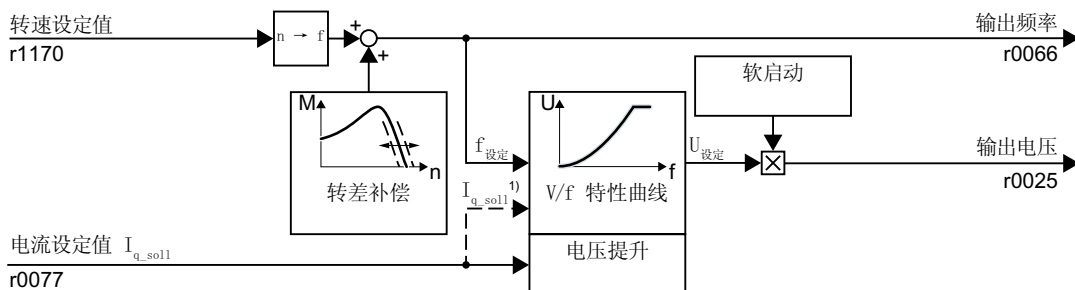 转速设定值
r1170
n → f
+
+
输出频率
r0066
软启动
M
n
转差补偿
U
f
V/f 特性曲线
f设定
U设定
输出电压
r0025
Iq_soll1)
电流设定值 Iq_soll
r0077
电压提升